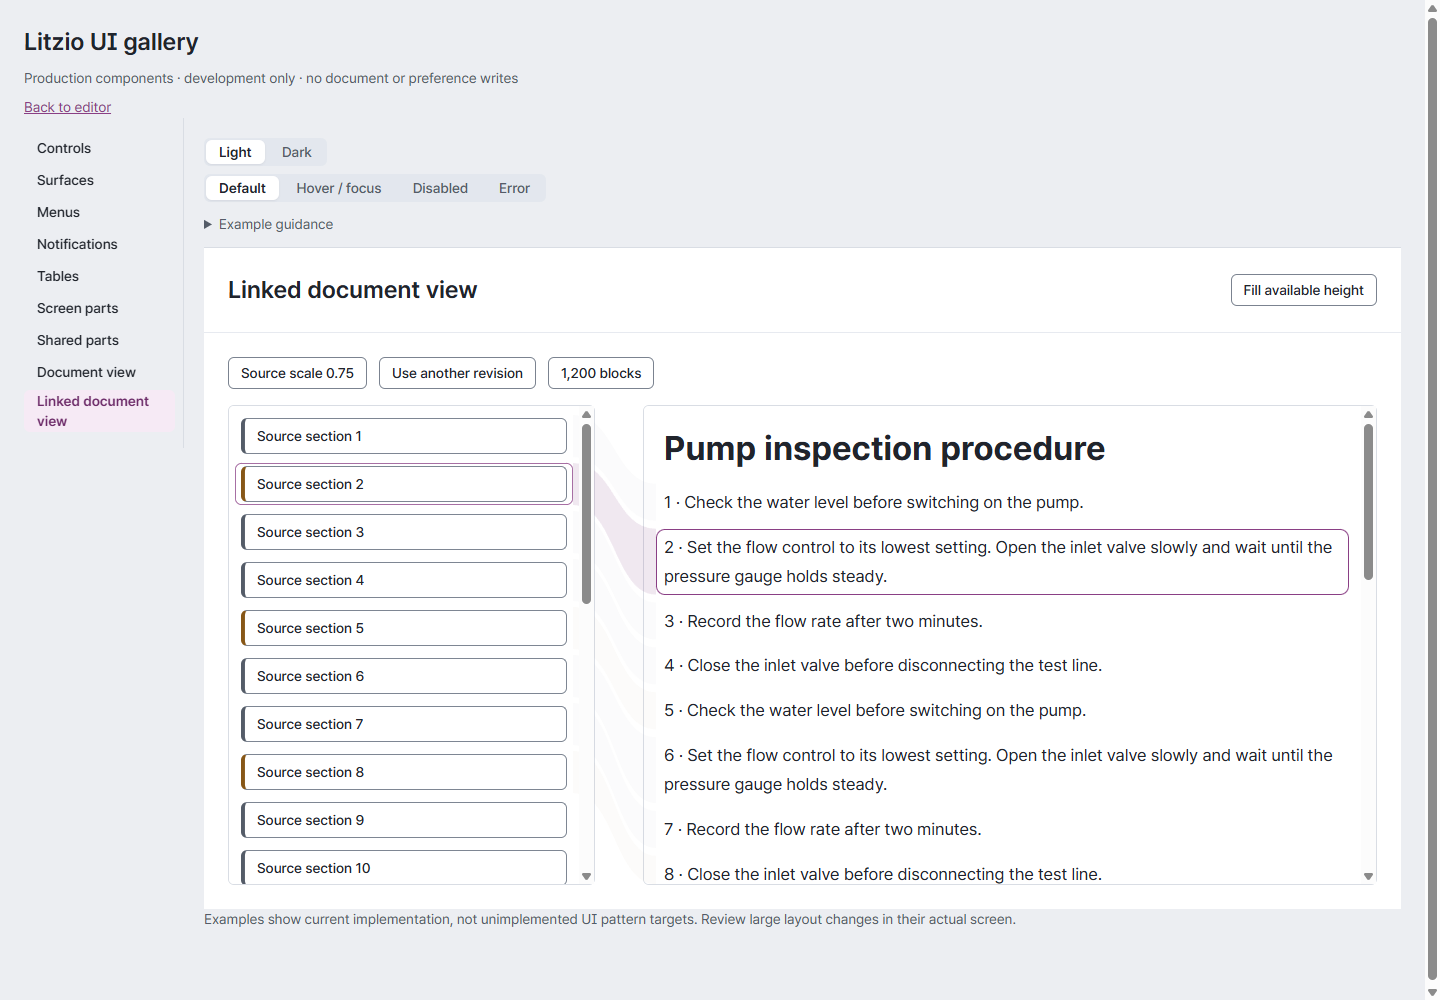 Litzio UI gallery
Production components · development only · no document or preference writes
Back to editor
Controls
Surfaces
Menus
Notifications
Tables
Screen parts
Shared parts
Document view
Linked document
view
Light Dark
Default Hover / focus Disabled Error
Example guidance
Linked document view
Fill available height
Source scale 0.75 Use another revision 1,200 blocks
Source section 1
Source section 2
Source section 3
Source section 4
Source section 5
Source section 6
Source section 7
Source section 8
Source section 9
Source section 10
Pump inspection procedure
1 · Check the water level before switching on the pump.
2 · Set the flow control to its lowest setting. Open the inlet valve slowly and wait until the
pressure gauge holds steady.
3 · Record the flow rate after two minutes.
4 · Close the inlet valve before disconnecting the test line.
5 · Check the water level before switching on the pump.
6 · Set the flow control to its lowest setting. Open the inlet valve slowly and wait until the
pressure gauge holds steady.
7 · Record the flow rate after two minutes.
8 · Close the inlet valve before disconnecting the test line.
Examples show current implementation, not unimplemented UI pattern targets. Review large layout changes in their actual screen.